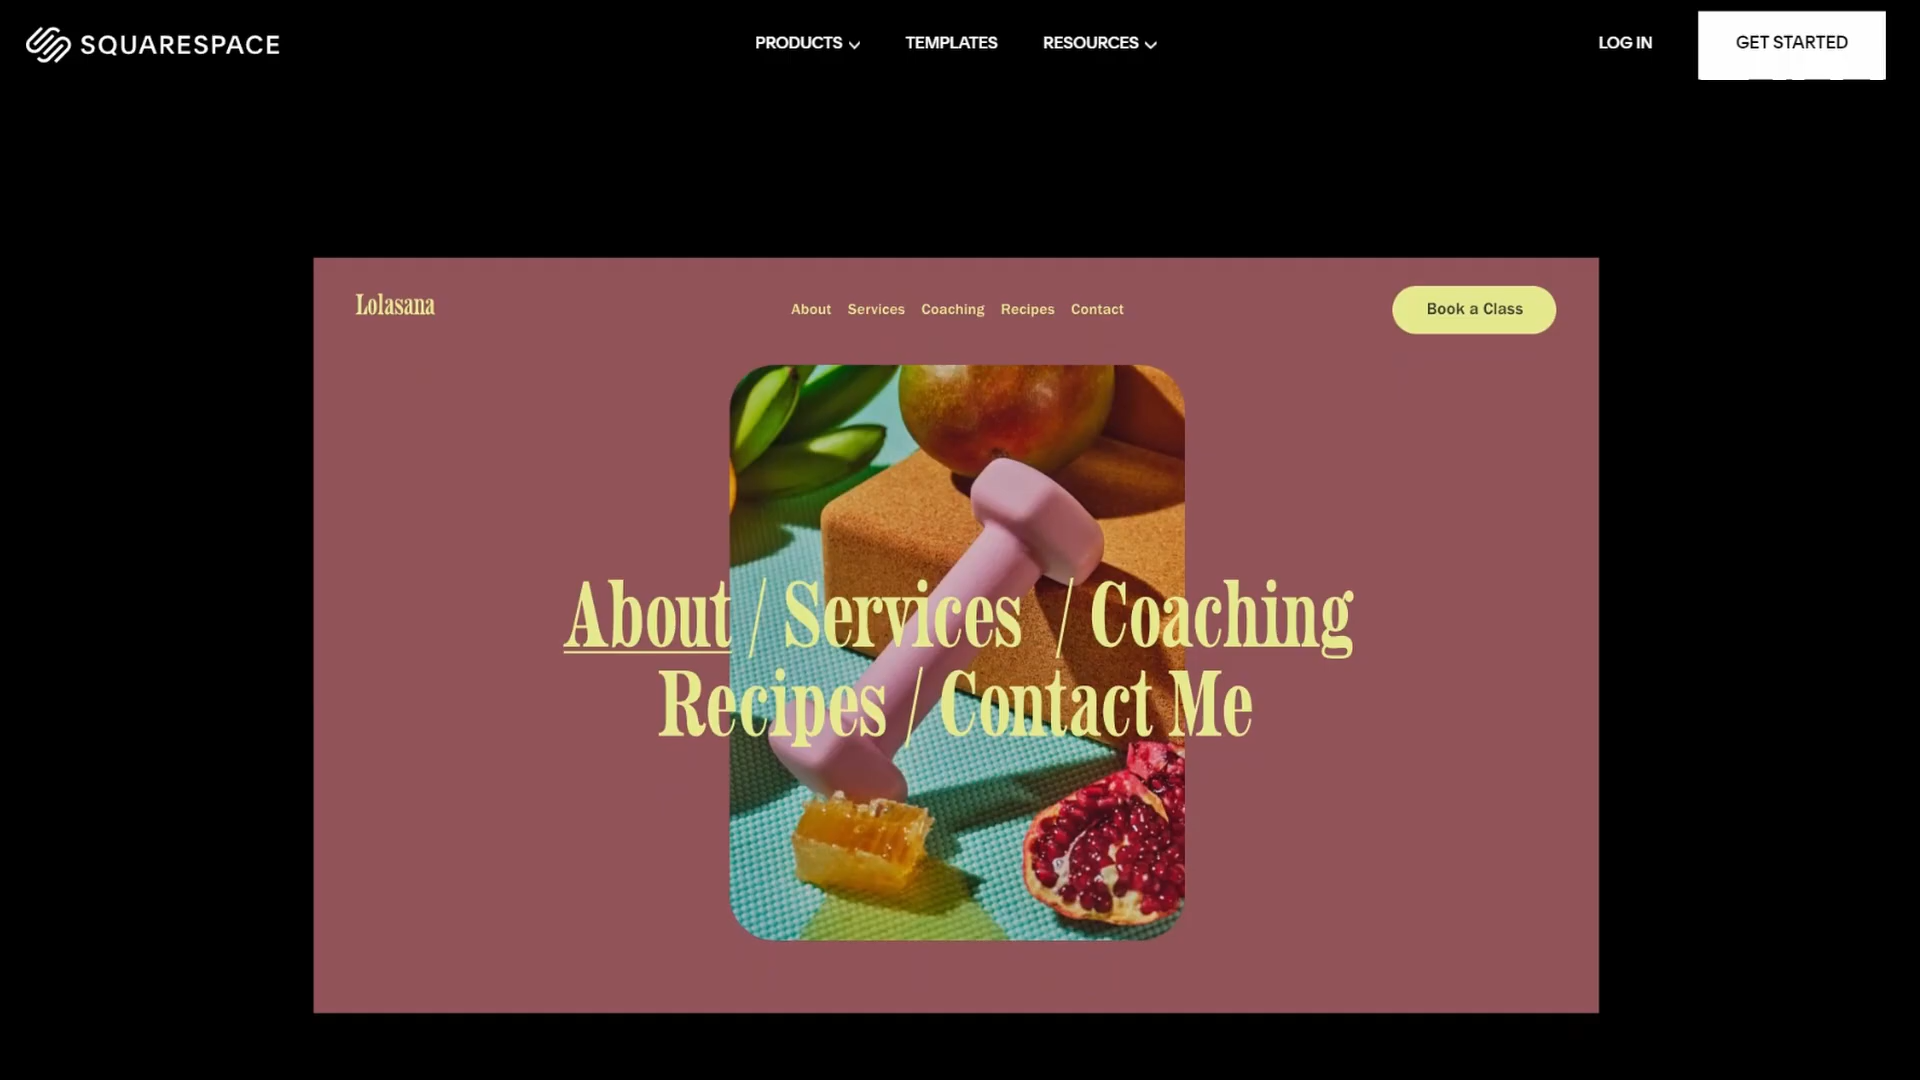 SQUARESPACE
PRODUCTS TEMPLATES RESOURCES
LOG IN
GET STARTED
Lolasana
About Services Coaching Recipes Contact
Book a Class
About / Services / Coaching
Recipes / Contact Me